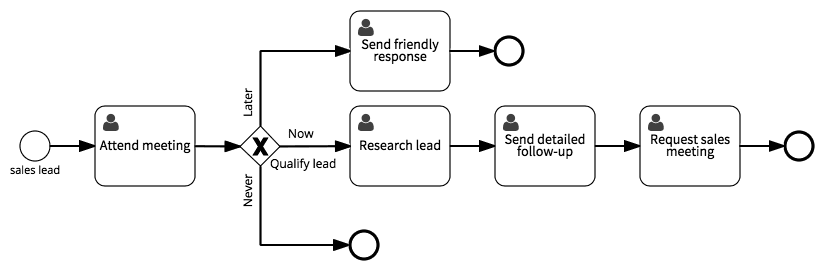 Send friendly
response
Later
Now
Attend meeting
Research lead
Send detailed
follow-up
Request sales
meeting
sales lead
Qualify lead
Never